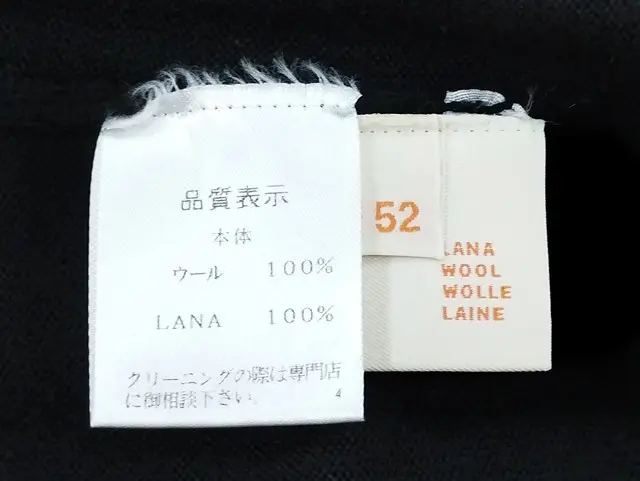 品質表示
本体
ウール 100%
LANA 100%
クリーニングの際は専門店
に御相談下さい。
4
52
LANA
WOOL
WOLLE
LAINE